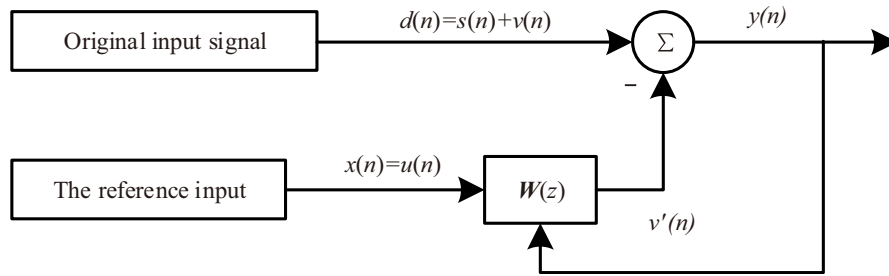 Original input signal
d(n)=s(n)+v(n)
Σ
y(n)
−
The reference input
x(n)=u(n)
W(z)
v'(n)